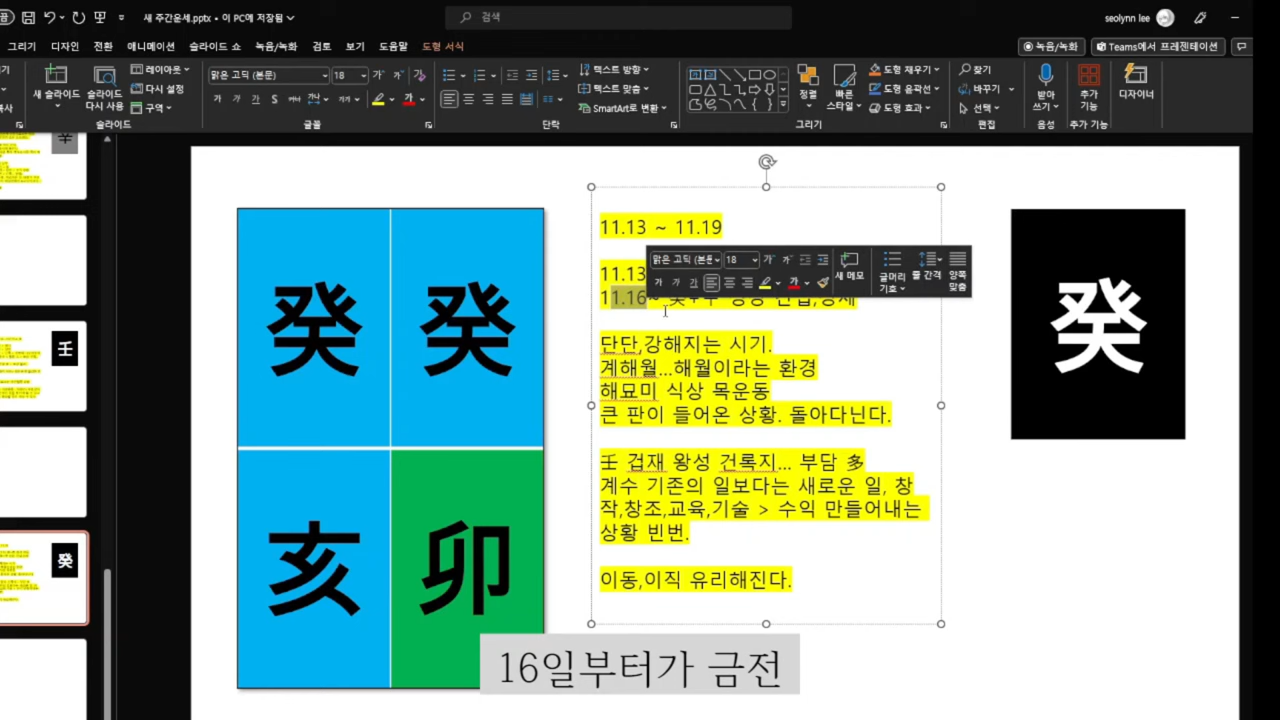 새 주간운세.pptx • 이 PC에 저장됨
검색
seolynn lee
그리기 디자인 전환 애니메이션 슬라이드 쇼 녹음/녹화 검토 보기 도움말 도형 서식
녹음/녹화 Teams에서 프레젠테이션
새 슬라이드
슬라이드 다시 사용
레이아웃
다시 설정
구역
슬라이드
맑은 고딕 (본문) 18
가 가 가 S
글꼴
텍스트 방향
텍스트 맞춤
SmartArt로 변환
단락
정렬
빠른 스타일
도형 채우기
도형 윤곽선
도형 효과
그리기
찾기
바꾸기
선택
편집
받아쓰기
음성
추가 기능
추가 기능
디자이너
辛
壬
癸
癸 癸
亥 卯
11.13 ~ 11.19
11.13
11.16~
맑은 고딕 (본문 18
가 가 가
새 메모
글머리 기호
줄 간격
양쪽 맞춤
단단,강해지는 시기.
계해월...해월이라는 환경
해묘미 식상 목운동
큰 판이 들어온 상황. 돌아다닌다.
壬 겁재 왕성 건록지... 부담 多
계수 기존의 일보다는 새로운 일, 창
작,창조,교육,기술 > 수익 만들어내는
상황 빈번.
이동,이직 유리해진다.
癸
16일부터가 금전